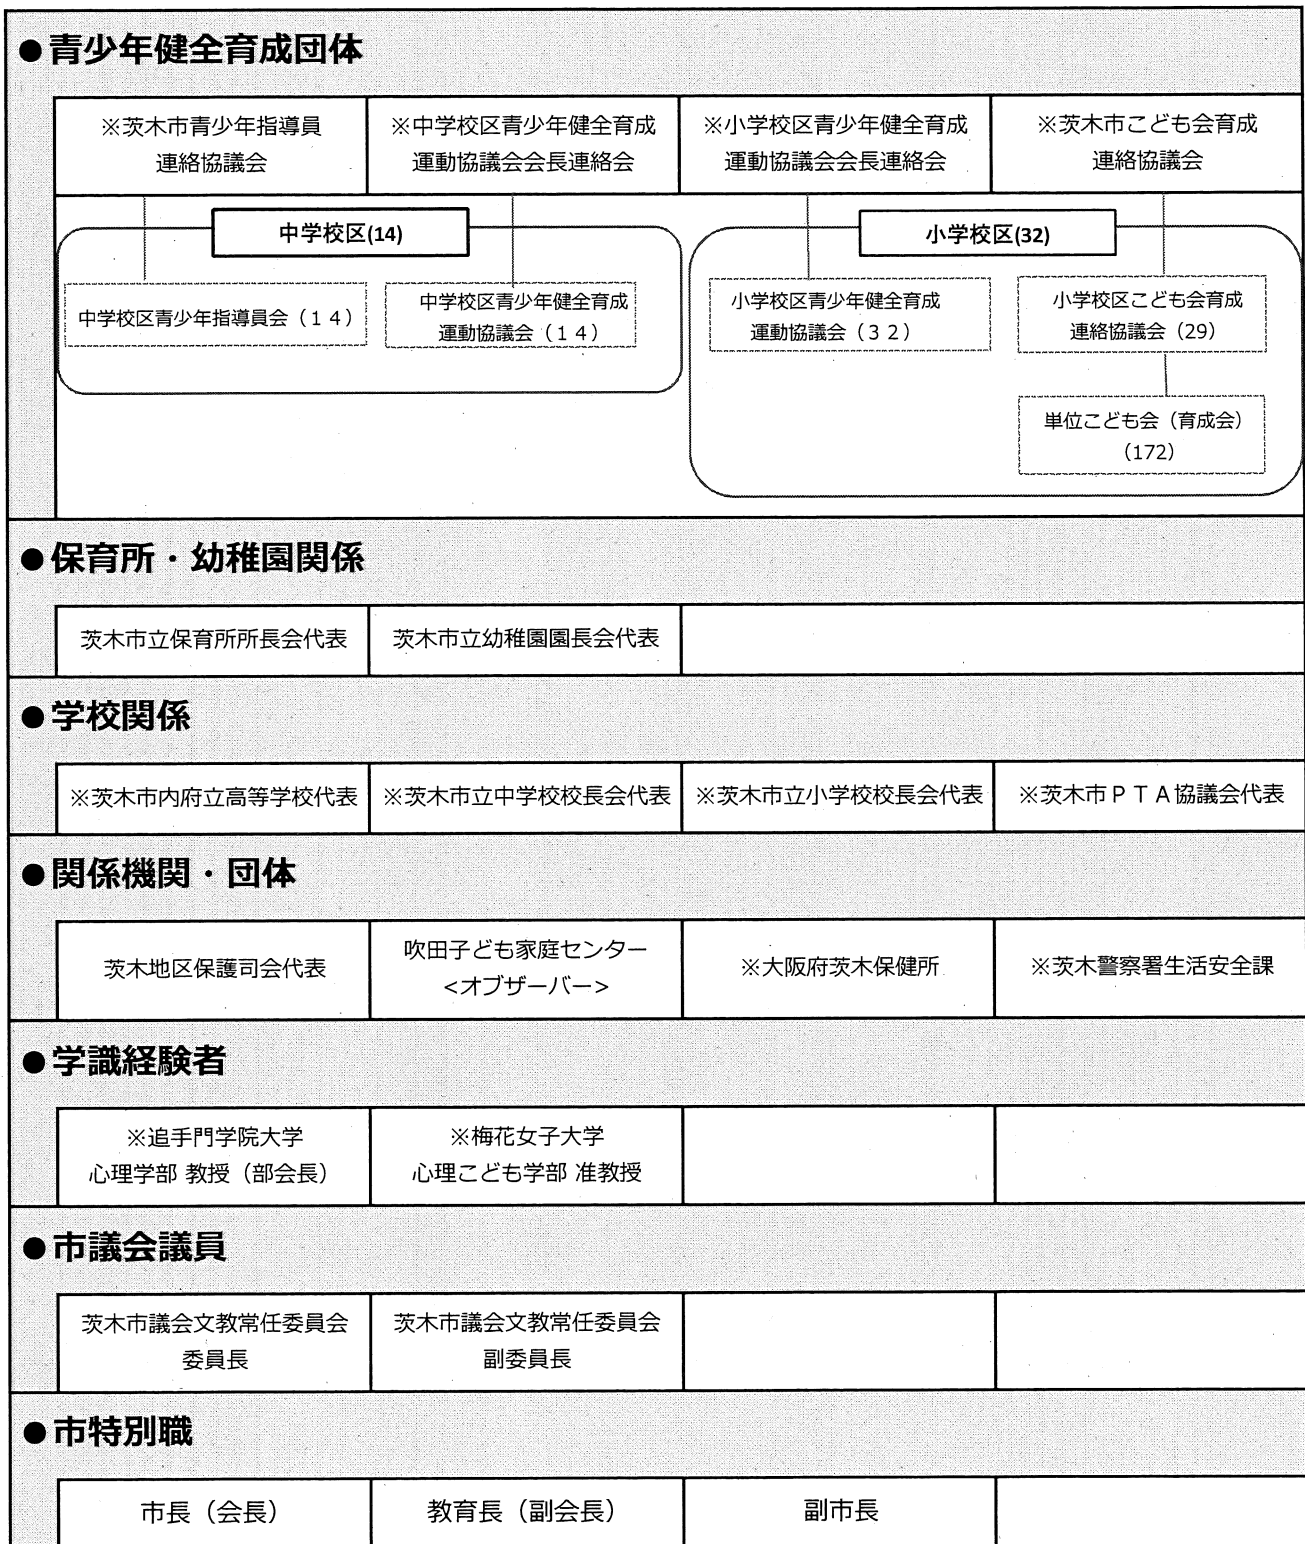 ●青少年健全育成団体
※茨木市青少年指導員
連絡協議会
※中学校区青少年健全育成
運動協議会会長連絡会
※小学校区青少年健全育成
運動協議会会長連絡会
※茨木市こども会育成
連絡協議会
中学校区(14)
小学校区(32)
中学校区青少年指導員会（１４）
中学校区青少年健全育成
運動協議会（１４）
小学校区青少年健全育成
運動協議会（３２）
小学校区こども会育成
連絡協議会（29）
単位こども会（育成会）
（172）
●保育所・幼稚園関係
茨木市立保育所所長会代表
茨木市立幼稚園園長会代表
●学校関係
※茨木市内府立高等学校代表
※茨木市立中学校校長会代表
※茨木市立小学校校長会代表
※茨木市ＰＴＡ協議会代表
●関係機関・団体
茨木地区保護司会代表
吹田子ども家庭センター
<オブザーバー>
※大阪府茨木保健所
※茨木警察署生活安全課
●学識経験者
※追手門学院大学
心理学部 教授（部会長）
※梅花女子大学
心理こども学部 准教授
●市議会議員
茨木市議会文教常任委員会
委員長
茨木市議会文教常任委員会
副委員長
●市特別職
市長（会長）
教育長（副会長）
副市長